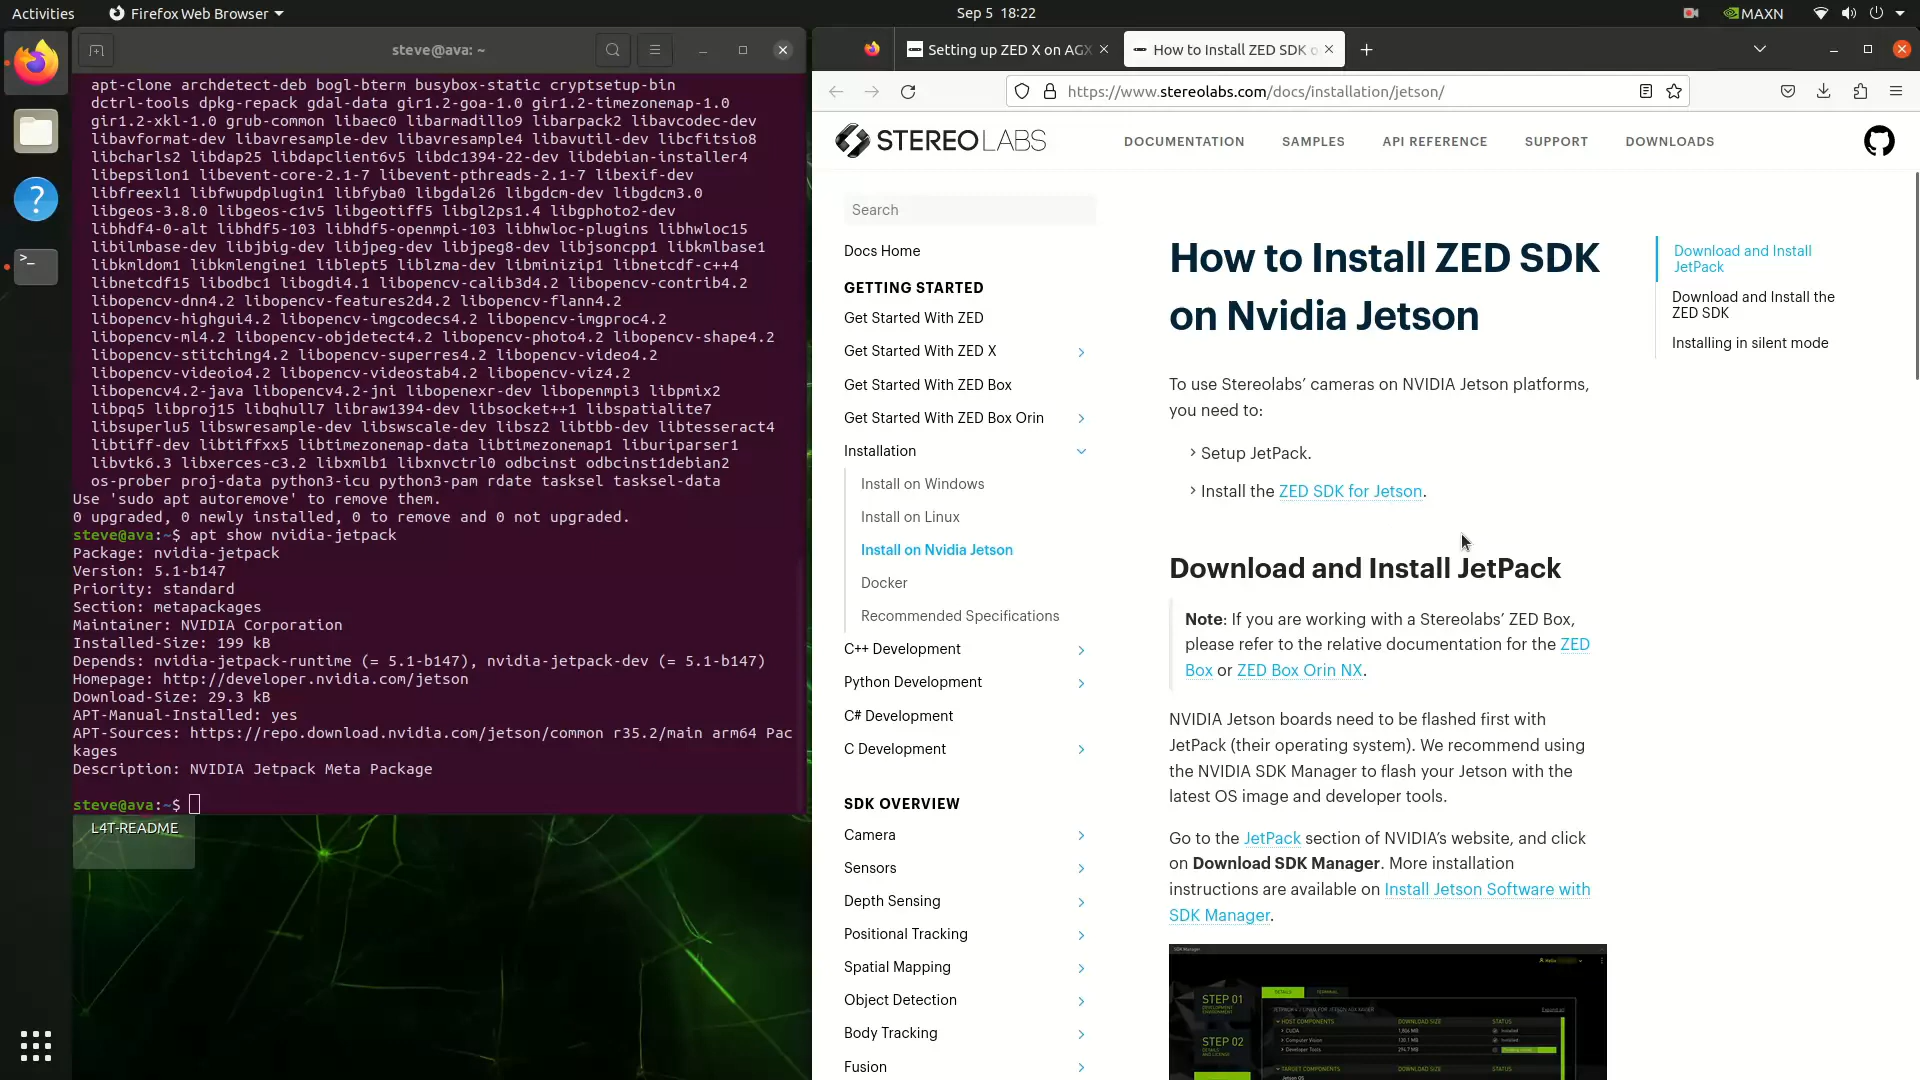 Activities
Firefox Web Browser
Sep 5 18:22
MAXN
steve@ava: ~
apt-clone archdetect-deb bogl-bterm busybox-static cryptsetup-bin
dctrl-tools dpkg-repack gdal-data gir1.2-goa-1.0 gir1.2-timezonemap-1.0
gir1.2-xkl-1.0 grub-common libaec0 libarmadillo9 libarpack2 libavcodec-dev
libavformat-dev libavresample-dev libavresample4 libavutil-dev libcfitsio8
libcharls2 libdap25 libdapclient6v5 libdc1394-22-dev libdebian-installer4
libepsilon1 libevent-core-2.1-7 libevent-pthreads-2.1-7 libexif-dev
libfreexl1 libfwupdplugin1 libfyba0 libgdal26 libgdcm-dev libgdcm3.0
libgeos-3.8.0 libgeos-c1v5 libgeotiff5 libgl2ps1.4 libgphoto2-dev
libhdf4-0-alt libhdf5-103 libhdf5-openmpi-103 libhwloc-plugins libhwloc15
libilmbase-dev libjbig-dev libjpeg-dev libjpeg8-dev libjsoncpp1 libkmlbase1
libkmldom1 libkmlengine1 liblept5 liblzma-dev libminizip1 libnetcdf-c++4
libnetcdf15 libodbc1 libogdi4.1 libopencv-calib3d4.2 libopencv-contrib4.2
libopencv-dnn4.2 libopencv-features2d4.2 libopencv-flann4.2
libopencv-highgui4.2 libopencv-imgcodecs4.2 libopencv-imgproc4.2
libopencv-ml4.2 libopencv-objdetect4.2 libopencv-photo4.2 libopencv-shape4.2
libopencv-stitching4.2 libopencv-superres4.2 libopencv-video4.2
libopencv-videoio4.2 libopencv-videostab4.2 libopencv-viz4.2
libopencv4.2-java libopencv4.2-jni libopenexr-dev libopenmpi3 libpmix2
libpq5 libproj15 libqhull7 libraw1394-dev libsocket++1 libspatialite7
libsuperlu5 libswresample-dev libswscale-dev libsz2 libtbb-dev libtesseract4
libtiff-dev libtiffxx5 libtimezonemap-data libtimezonemap1 liburiparser1
libvtk6.3 libxerces-c3.2 libxmlb1 libxnvctrl0 odbcinst odbcinst1debian2
os-prober proj-data python3-icu python3-pam rdate tasksel tasksel-data
Use 'sudo apt autoremove' to remove them.
0 upgraded, 0 newly installed, 0 to remove and 0 not upgraded.
steve@ava:~$ apt show nvidia-jetpack
Package: nvidia-jetpack
Version: 5.1-b147
Priority: standard
Section: metapackages
Maintainer: NVIDIA Corporation
Installed-Size: 199 kB
Depends: nvidia-jetpack-runtime (= 5.1-b147), nvidia-jetpack-dev (= 5.1-b147)
Homepage: http://developer.nvidia.com/jetson
Download-Size: 29.3 kB
APT-Manual-Installed: yes
APT-Sources: https://repo.download.nvidia.com/jetson/common r35.2/main arm64 Pac
kages
Description: NVIDIA Jetpack Meta Package
steve@ava:~$
L4T-README
Setting up ZED X on AGX
How to Install ZED SDK o
https://www.stereolabs.com/docs/installation/jetson/
STEREOLABS
DOCUMENTATION
SAMPLES
API REFERENCE
SUPPORT
DOWNLOADS
Search
Docs Home
GETTING STARTED
Get Started With ZED
Get Started With ZED X
Get Started With ZED Box
Get Started With ZED Box Orin
Installation
Install on Windows
Install on Linux
Install on Nvidia Jetson
Docker
Recommended Specifications
C++ Development
Python Development
C# Development
C Development
SDK OVERVIEW
Camera
Sensors
Depth Sensing
Positional Tracking
Spatial Mapping
Object Detection
Body Tracking
Fusion
How to Install ZED SDK
on Nvidia Jetson
To use Stereolabs’ cameras on NVIDIA Jetson platforms,
you need to:
Setup JetPack.
Install the ZED SDK for Jetson.
Download and Install JetPack
Note: If you are working with a Stereolabs’ ZED Box,
please refer to the relative documentation for the ZED
Box or ZED Box Orin NX.
NVIDIA Jetson boards need to be flashed first with
JetPack (their operating system). We recommend using
the NVIDIA SDK Manager to flash your Jetson with the
latest OS image and developer tools.
Go to the JetPack section of NVIDIA’s website, and click
on Download SDK Manager. More installation
instructions are available on Install Jetson Software with
SDK Manager.
STEP 01
DETAILS
TERMINAL
HOST COMPONENTS
DOWNLOAD SIZE
STATUS
CUDA
Installed
Computer Vision
Installed
Developer Tools
STEP 02
TARGET COMPONENTS
DOWNLOAD SIZE
STATUS
Download and Install
JetPack
Download and Install the
ZED SDK
Installing in silent mode